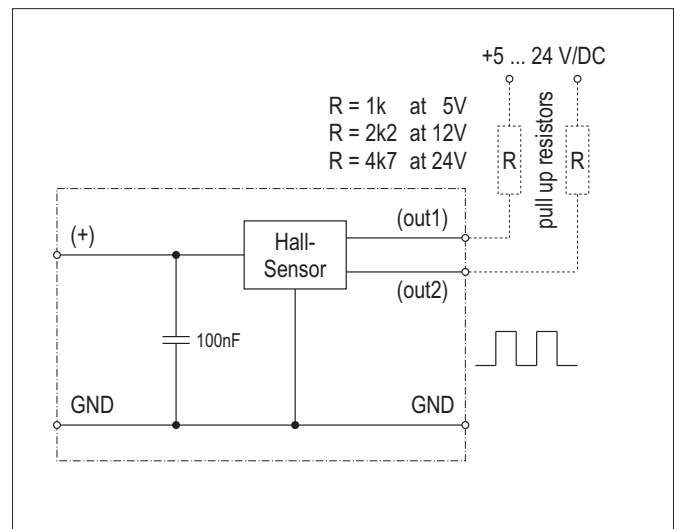 +5 ... 24 V/DC
R = 1k at 5V
R = 2k2 at 12V
R = 4k7 at 24V
R
pull up resistors
R
(+)
Hall-
Sensor
(out1)
(out2)
100nF
GND
GND